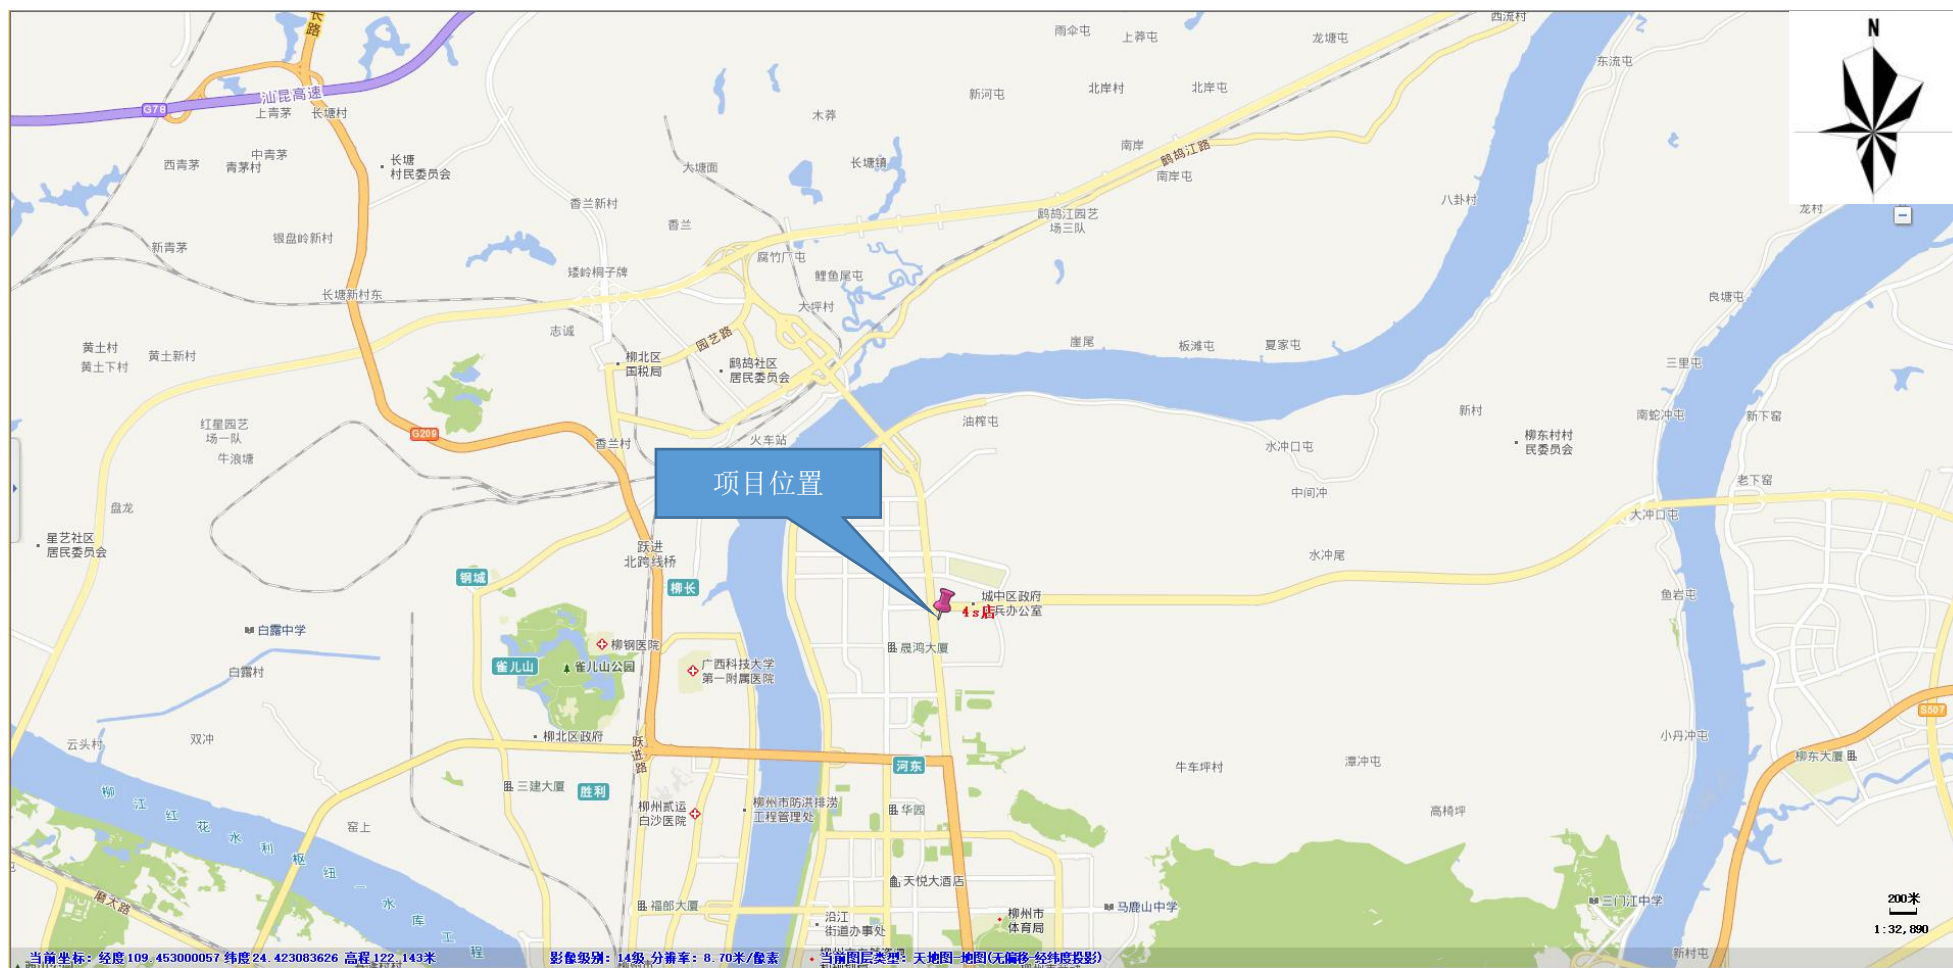 长路
西流村
雨伞屯
上莽屯
龙塘屯
N
东流屯
汕昆高速
G78
上青茅
长塘村
木莽
新河屯
北岸村
北岸屯
中青茅
西青茅
青茅村
长塘
村民委员会
大塘面
长塘镇
南岸
鹧鸪江路
南岸屯
香兰新村
香兰
鹧鸪江园艺
场三队
八卦村
龙村
新青茅
银盘岭新村
腐竹厂屯
矮岭桐子牌
鲤鱼尾屯
长塘新村东
大坪村
良塘屯
志诚
园艺路
黄土村
黄土新村
黄土下村
柳北区
国税局
鹧鸪社区
居民委员会
崖尾
板滩屯
夏家屯
三里屯
红星园艺
场一队
牛浪塘
G209
香兰村
火车站
油榨屯
新村
南蛇冲屯
新下窑
水冲口屯
柳东村村
民委员会
项目位置
中间冲
老下窑
盘龙
大冲口屯
星艺社区
居民委员会
跃进
北跨线桥
水冲尾
钢城
柳长
城中区政府
兵办公室
4s店
鱼岩屯
白露中学
柳钢医院
晟鸿大厦
雀儿山
雀儿山公园
广西科技大学
第一附属医院
白露村
S507
云头村
双冲
柳北区政府
跃进路
小丹冲屯
柳东大厦
河东
牛车坪村
潭冲屯
三建大厦
胜利
柳州贰运
白沙医院
柳州市防洪排涝
工程管理处
华园
高椅坪
柳江红花水利枢纽一水库工程
窑上
天悦大酒店
磨大路
福郎大厦
沿江
街道办事处
柳州市
体育局
马鹿山中学
三门江中学
200米
1:32,890
新村屯
当前坐标：经度109.453000057 纬度24.423083626 高程122.143米
影像级别：14级,分辨率：8.70米/像素
当前图层类型：天地图-地图(无偏移-经纬度投影)